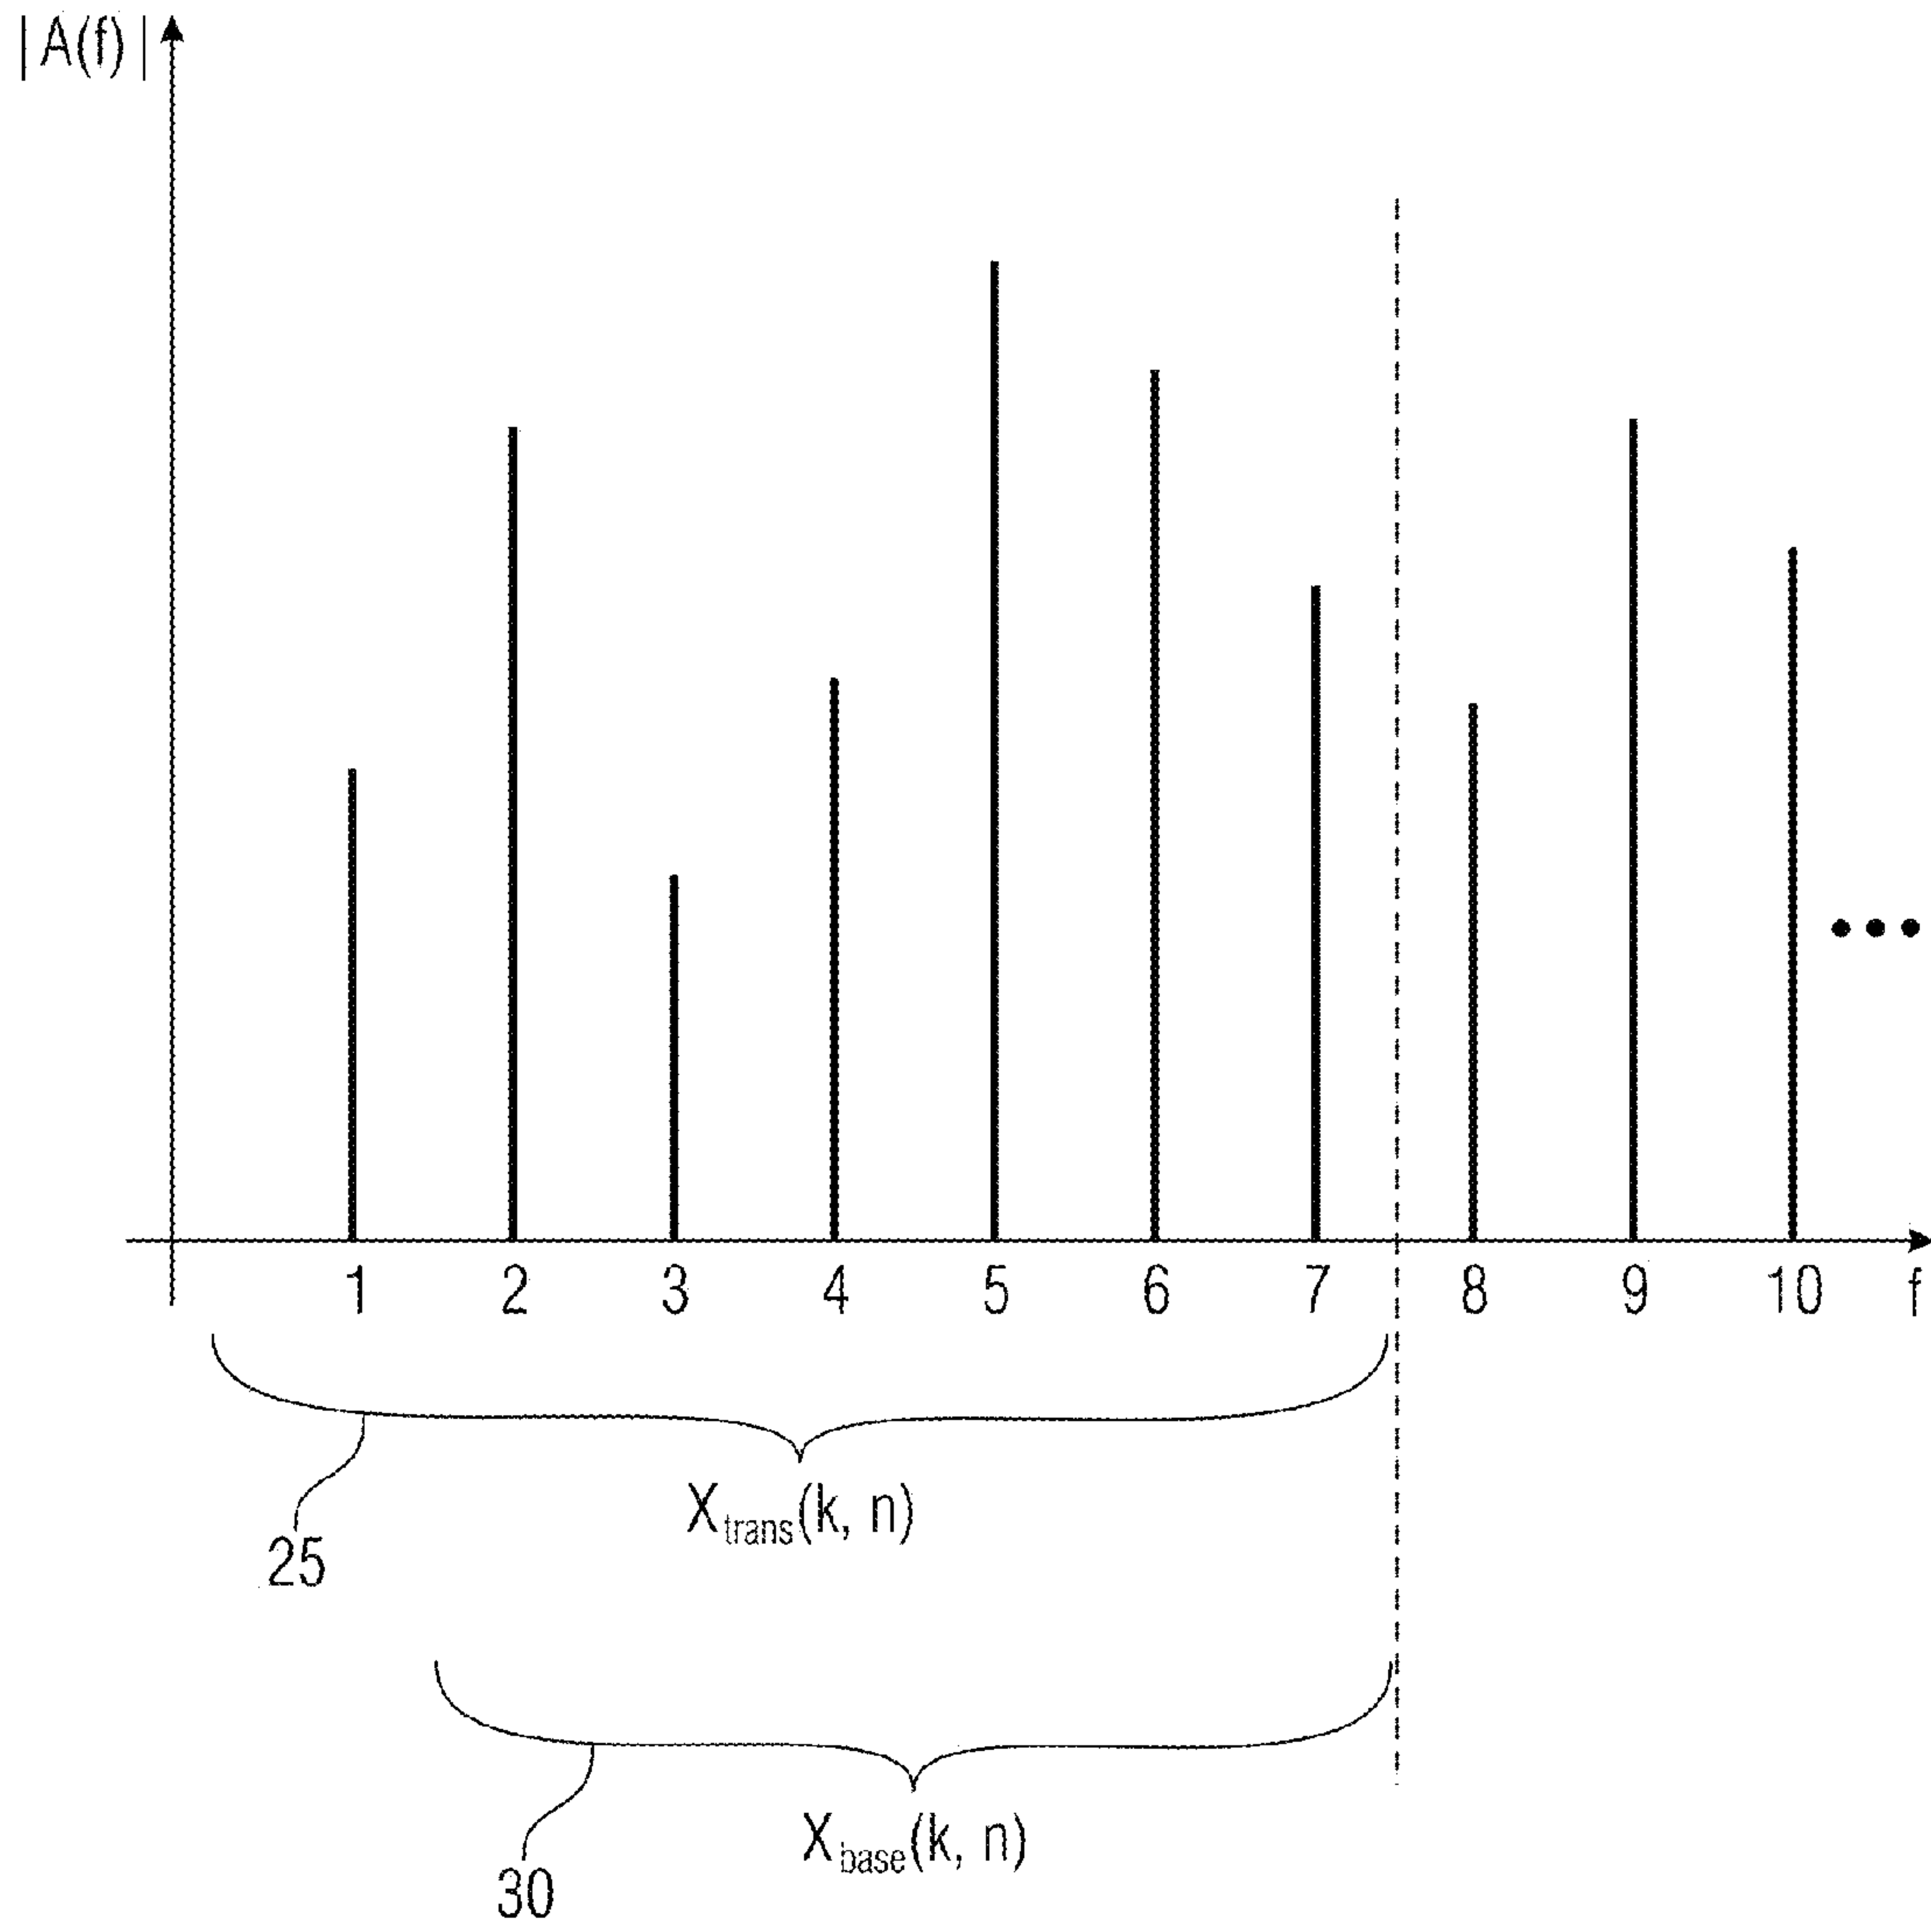 |A(f)|
1 2 3 4 5 6 7 8 9 10 f
X_trans(k, n)
25
X_base(k, n)
30